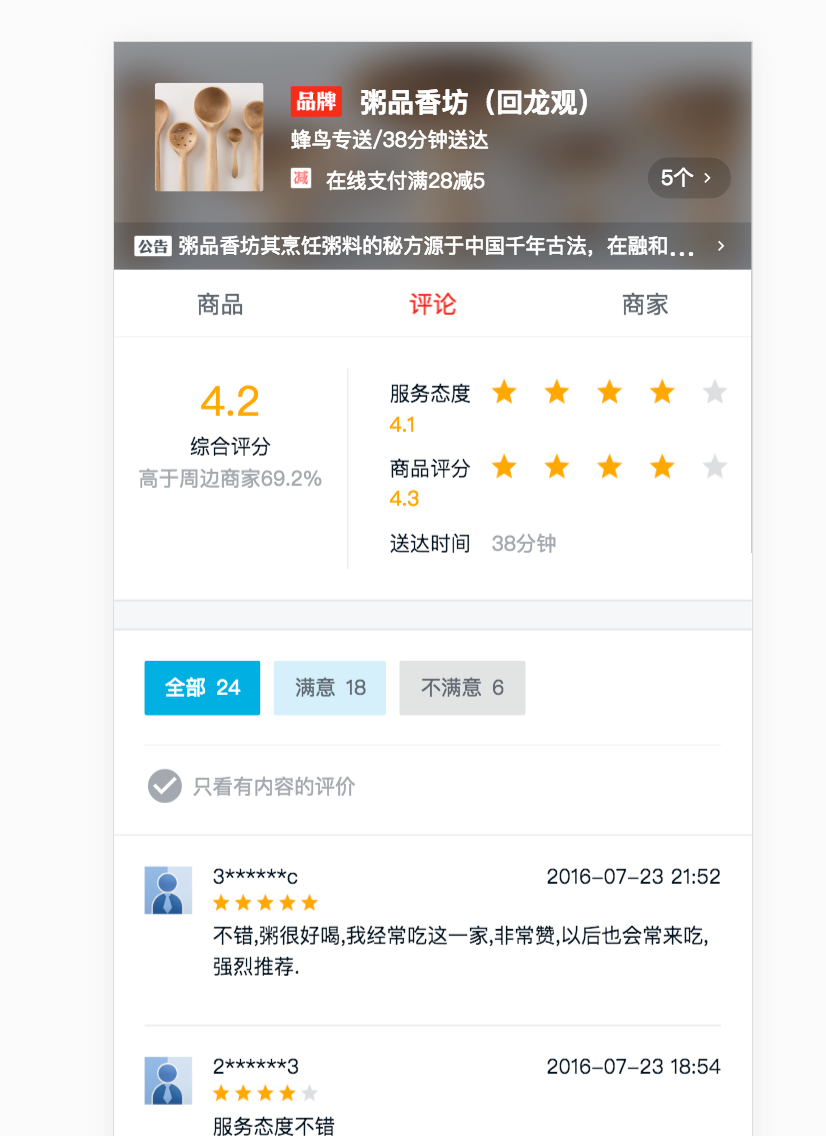 品牌 粥品香坊（回龙观）
蜂鸟专送/38分钟送达
减 在线支付满28减5
5个
公告 粥品香坊其烹饪粥料的秘方源于中国千年古法，在融和...
商品 评论 商家
4.2
综合评分
高于周边商家69.2%
服务态度
4.1
商品评分
4.3
送达时间 38分钟
全部 24 满意 18 不满意 6
只看有内容的评价
3******c 2016-07-23 21:52
不错,粥很好喝,我经常吃这一家,非常赞,以后也会常来吃,
强烈推荐.
2******3 2016-07-23 18:54
服务态度不错